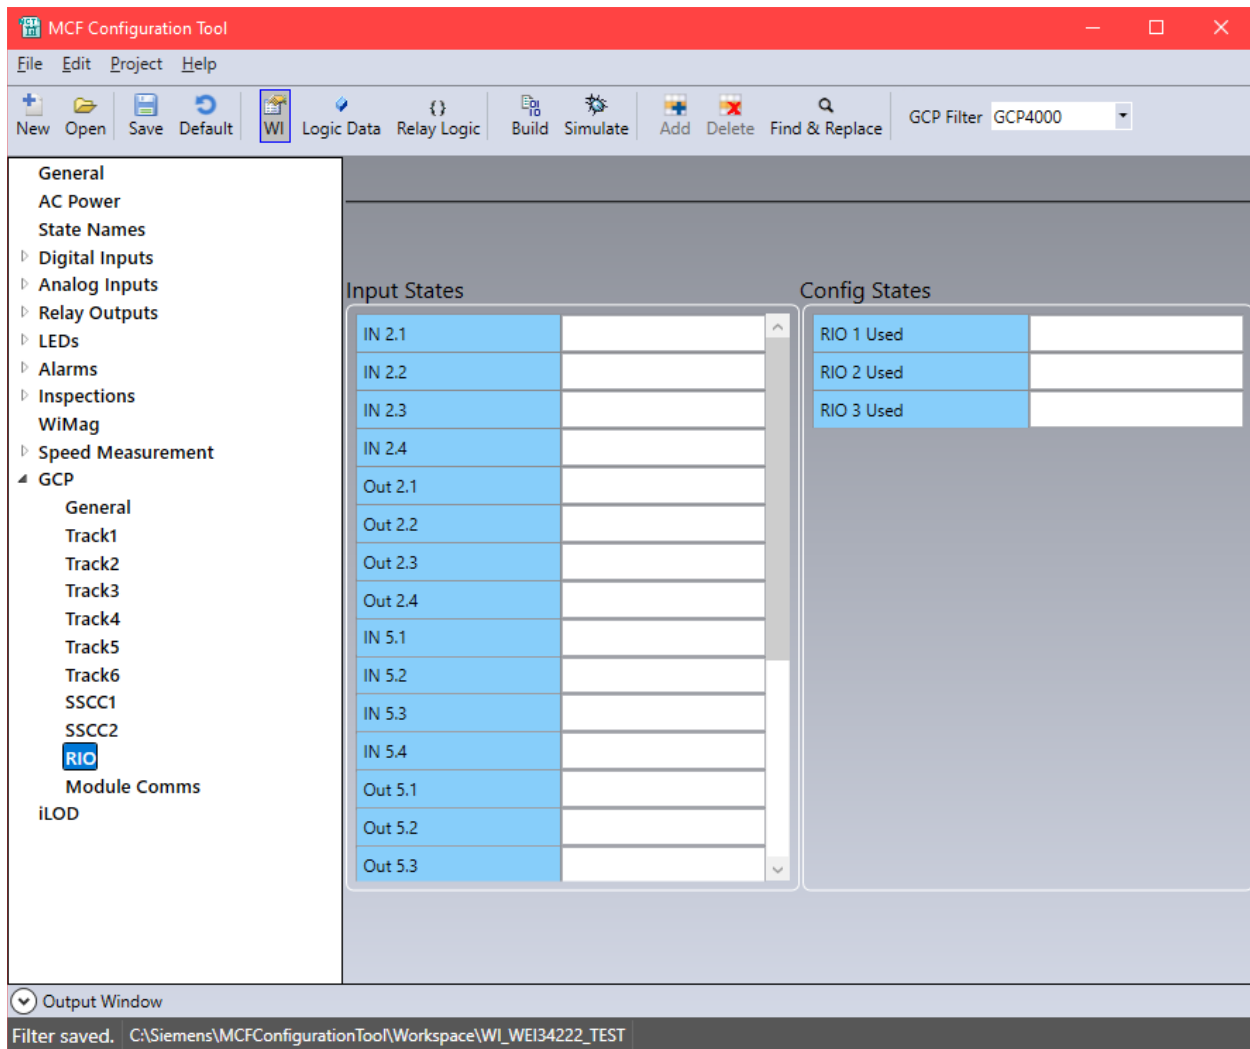 MCF Configuration Tool
File Edit Project Help
New Open Save Default WI Logic Data Relay Logic Build Simulate Add Delete Find & Replace GCP Filter GCP4000
General
AC Power
State Names
Digital Inputs
Analog Inputs
Relay Outputs
LEDs
Alarms
Inspections
WiMag
Speed Measurement
GCP
General
Track1
Track2
Track3
Track4
Track5
Track6
SSCC1
SSCC2
RIO
Module Comms
iLOD
Input States
IN 2.1
IN 2.2
IN 2.3
IN 2.4
Out 2.1
Out 2.2
Out 2.3
Out 2.4
IN 5.1
IN 5.2
IN 5.3
IN 5.4
Out 5.1
Out 5.2
Out 5.3
Config States
RIO 1 Used
RIO 2 Used
RIO 3 Used
Output Window
Filter saved. C:\Siemens\MCFConfigurationTool\Workspace\WI_WEI34222_TEST